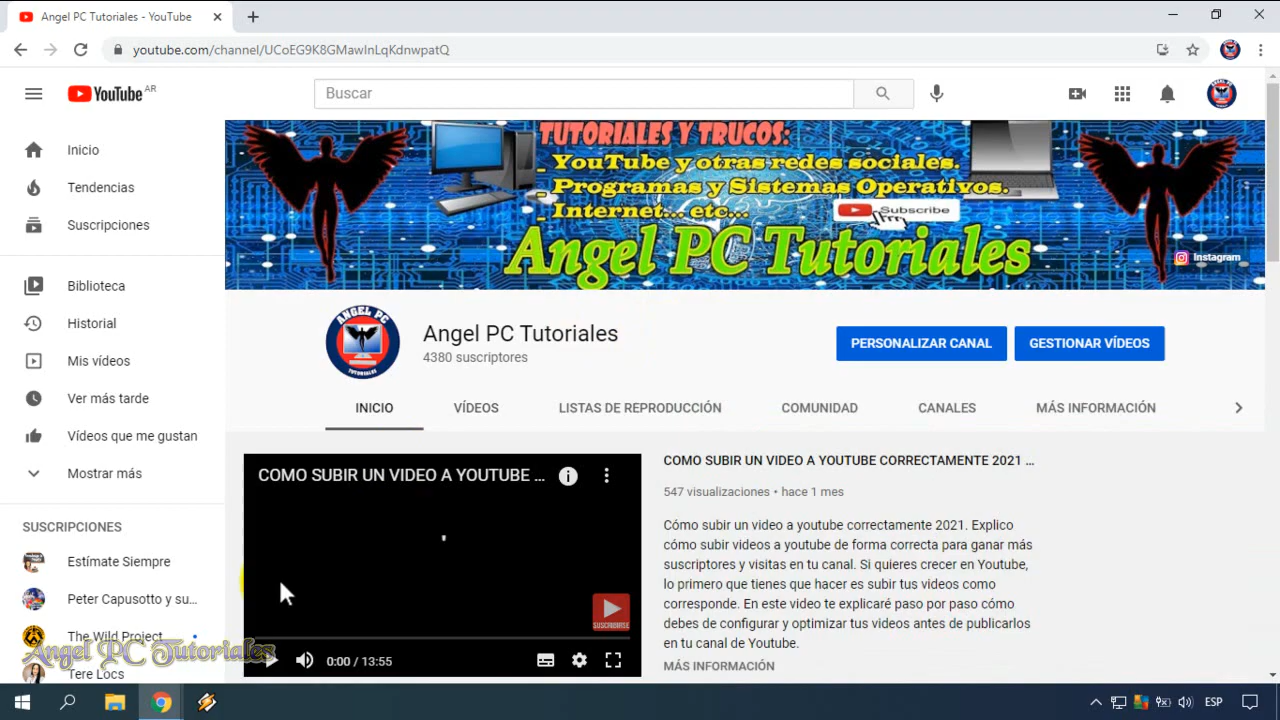 Angel PC Tutoriales - YouTube
youtube.com/channel/UCoEG9K8GMawInLqKdnwpatQ
YouTube AR
Buscar
Inicio
Tendencias
Suscripciones
Biblioteca
Historial
Mis vídeos
Ver más tarde
Vídeos que me gustan
Mostrar más
SUSCRIPCIONES
Estímate Siempre
Peter Capusotto y su...
The Wild Project
Tere Locs
Angel PC Tutoriales
TUTORIALES Y TRUCOS:
_ YouTube y otras redes sociales.
_ Programas y Sistemas Operativos.
_ Internet... etc...
Subscribe
Angel PC Tutoriales
Instagram
ANGEL PC
TUTORIALES
Angel PC Tutoriales
4380 suscriptores
PERSONALIZAR CANAL
GESTIONAR VÍDEOS
INICIO
VÍDEOS
LISTAS DE REPRODUCCIÓN
COMUNIDAD
CANALES
MÁS INFORMACIÓN
COMO SUBIR UN VIDEO A YOUTUBE ...
SUSCRIBIRSE
0:00 / 13:55
COMO SUBIR UN VIDEO A YOUTUBE CORRECTAMENTE 2021 ...
547 visualizaciones • hace 1 mes
Cómo subir un video a youtube correctamente 2021. Explico
cómo subir videos a youtube de forma correcta para ganar más
suscriptores y visitas en tu canal. Si quieres crecer en Youtube,
lo primero que tienes que hacer es subir tus videos como
corresponde. En este video te explicaré paso por paso cómo
debes de configurar y optimizar tus videos antes de publicarlos
en tu canal de Youtube.
MÁS INFORMACIÓN
ESP